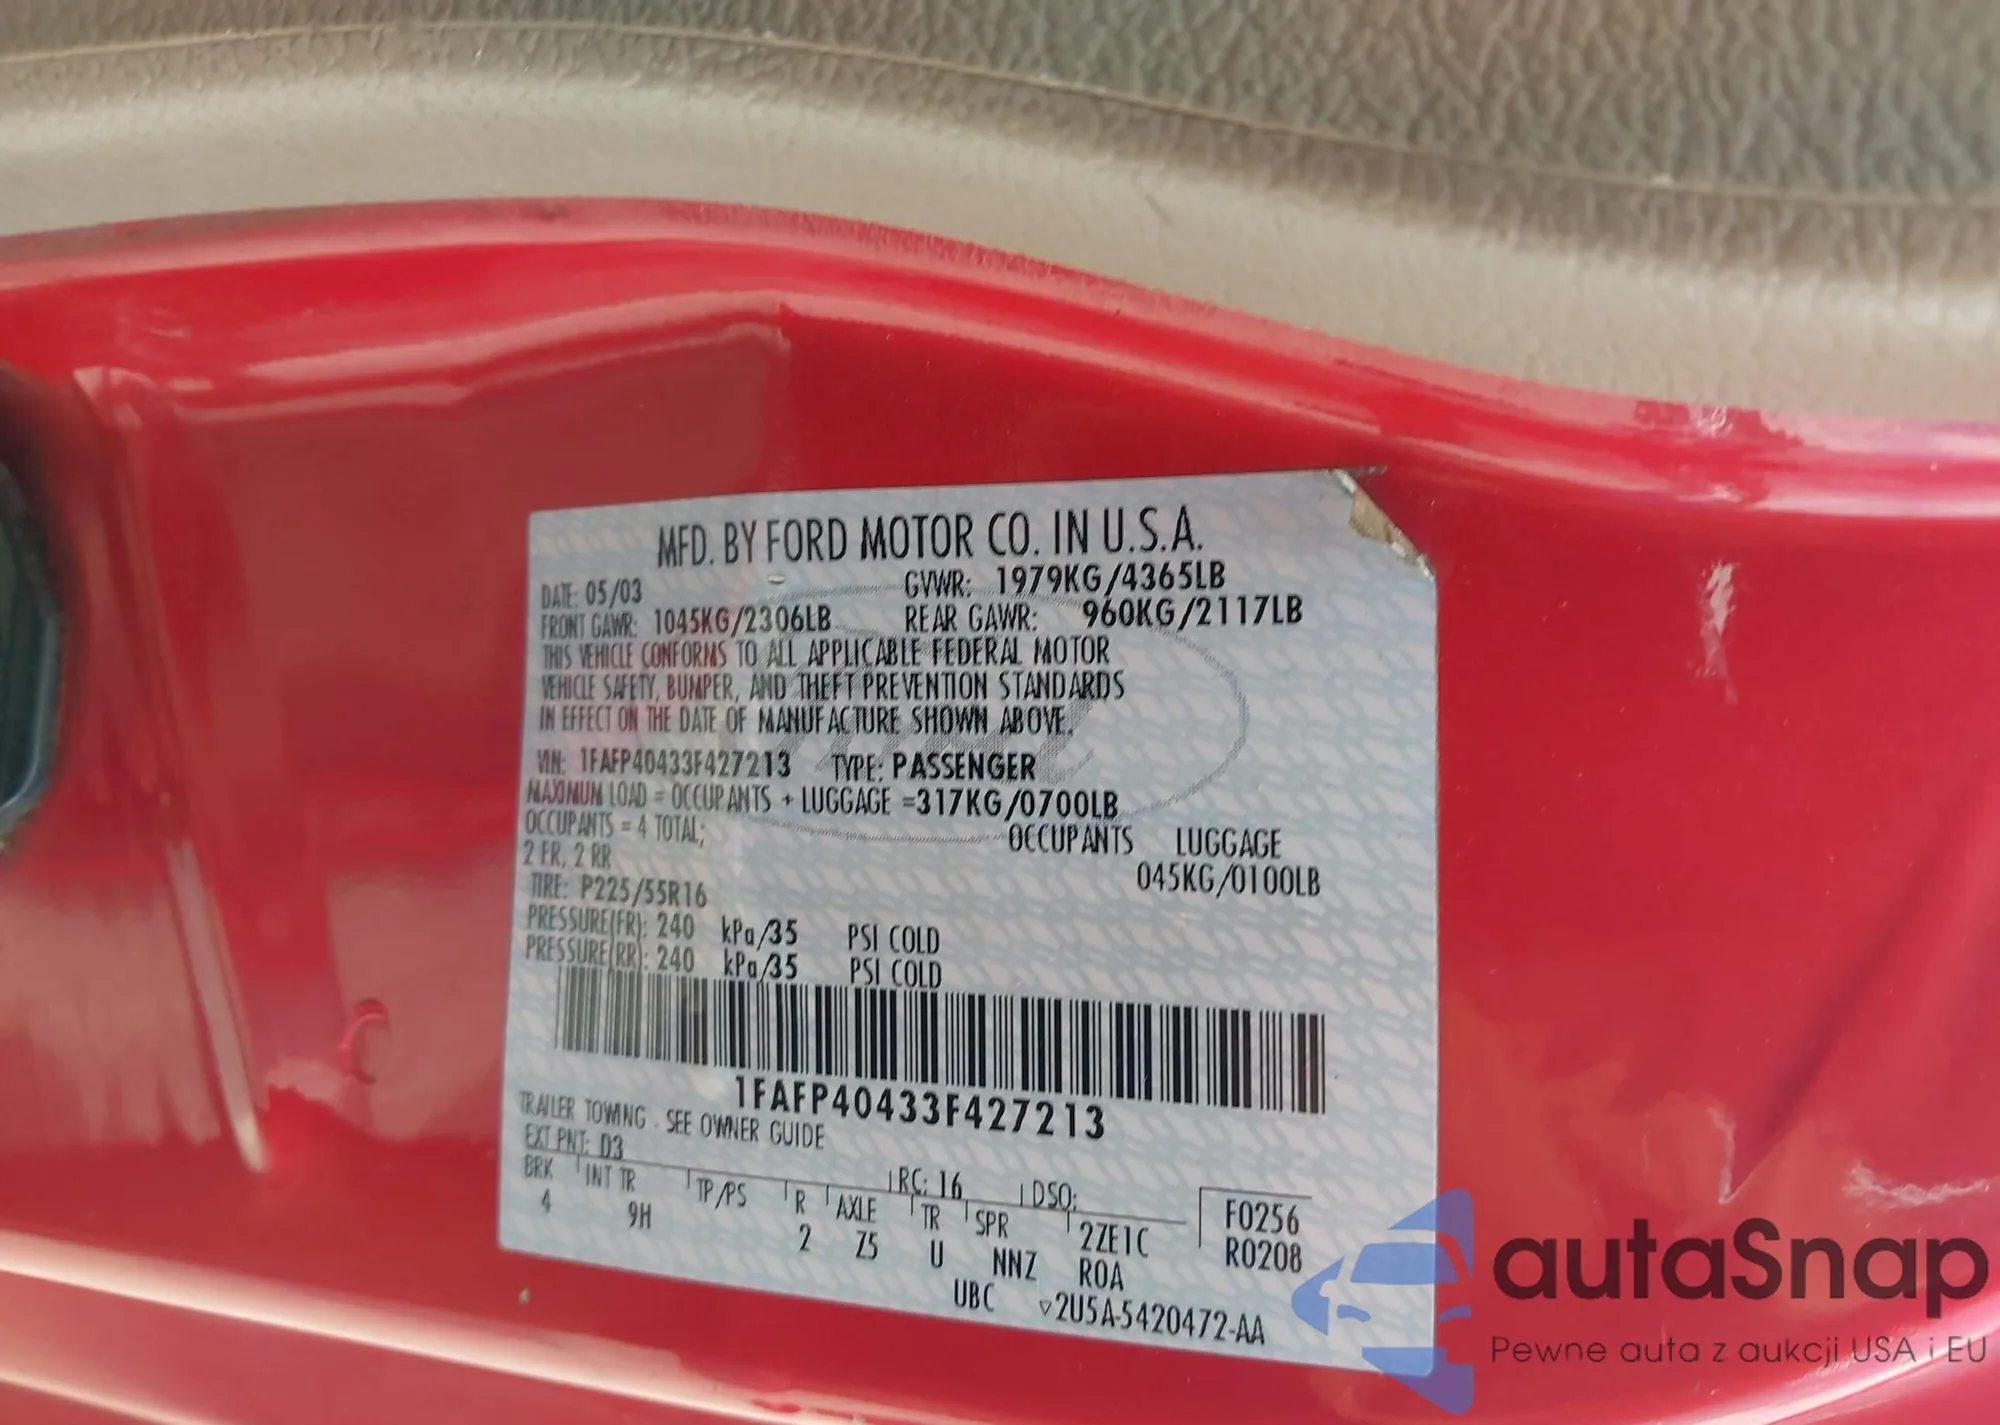 MFD. BY FORD MOTOR CO. IN U.S.A.
DATE: 05/03 GVWR: 1979KG/4365LB
FRONT GAWR: 1045KG/2306LB REAR GAWR: 960KG/2117LB
THIS VEHICLE CONFORMS TO ALL APPLICABLE FEDERAL MOTOR
VEHICLE SAFETY, BUMPER, AND THEFT PREVENTION STANDARDS
IN EFFECT ON THE DATE OF MANUFACTURE SHOWN ABOVE.
VIN: 1FAFP40433F427213 TYPE: PASSENGER
MAXIMUM LOAD = OCCUPANTS + LUGGAGE =317KG/0700LB
OCCUPANTS = 4 TOTAL; OCCUPANTS LUGGAGE
2 FR, 2 RR 045KG/0100LB
TIRE: P225/55R16
PRESSURE(FR): 240 kPa/35 PSI COLD
PRESSURE(RR): 240 kPa/35 PSI COLD
1FAFP40433F427213
TRAILER TOWING - SEE OWNER GUIDE
EXT PNT: D3 RC: 16 DSO: F0256
BRK INT TR TP/PS R AXLE TR SPR 2ZE1C R0208
4 9H 2 Z5 U NNZ ROA
UBC ▽2U5A-5420472-AA
autaSnap
Pewne auta z aukcji USA i EU